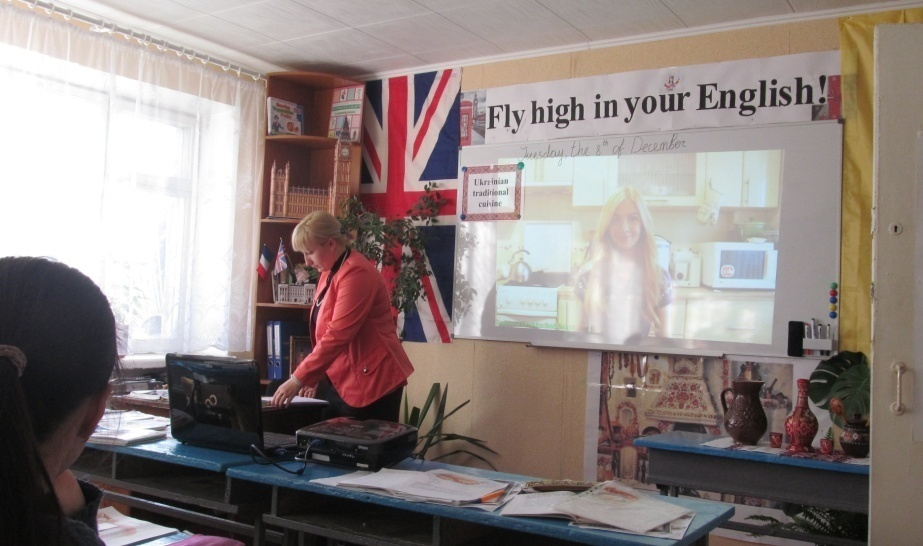 Fly high in your English!
Tuesday the 8th of December
Ukrainian
traditional
cuisine